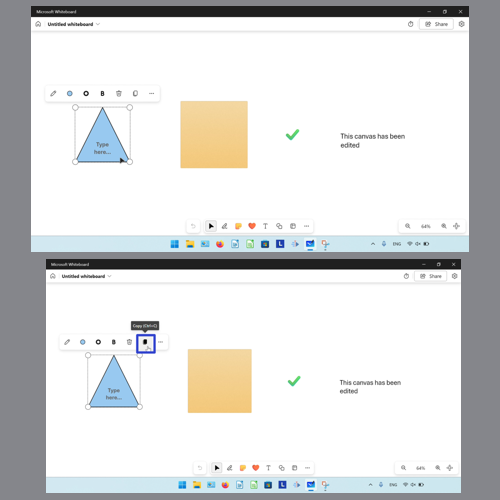 Microsoft Whiteboard
Untitled whiteboard
Share
B
Type
here...
This canvas has been
edited
T
64%
L
ENG
Microsoft Whiteboard
Untitled whiteboard
Share
Copy (Ctrl+C)
B
Type
here...
This canvas has been
edited
T
64%
L
ENG